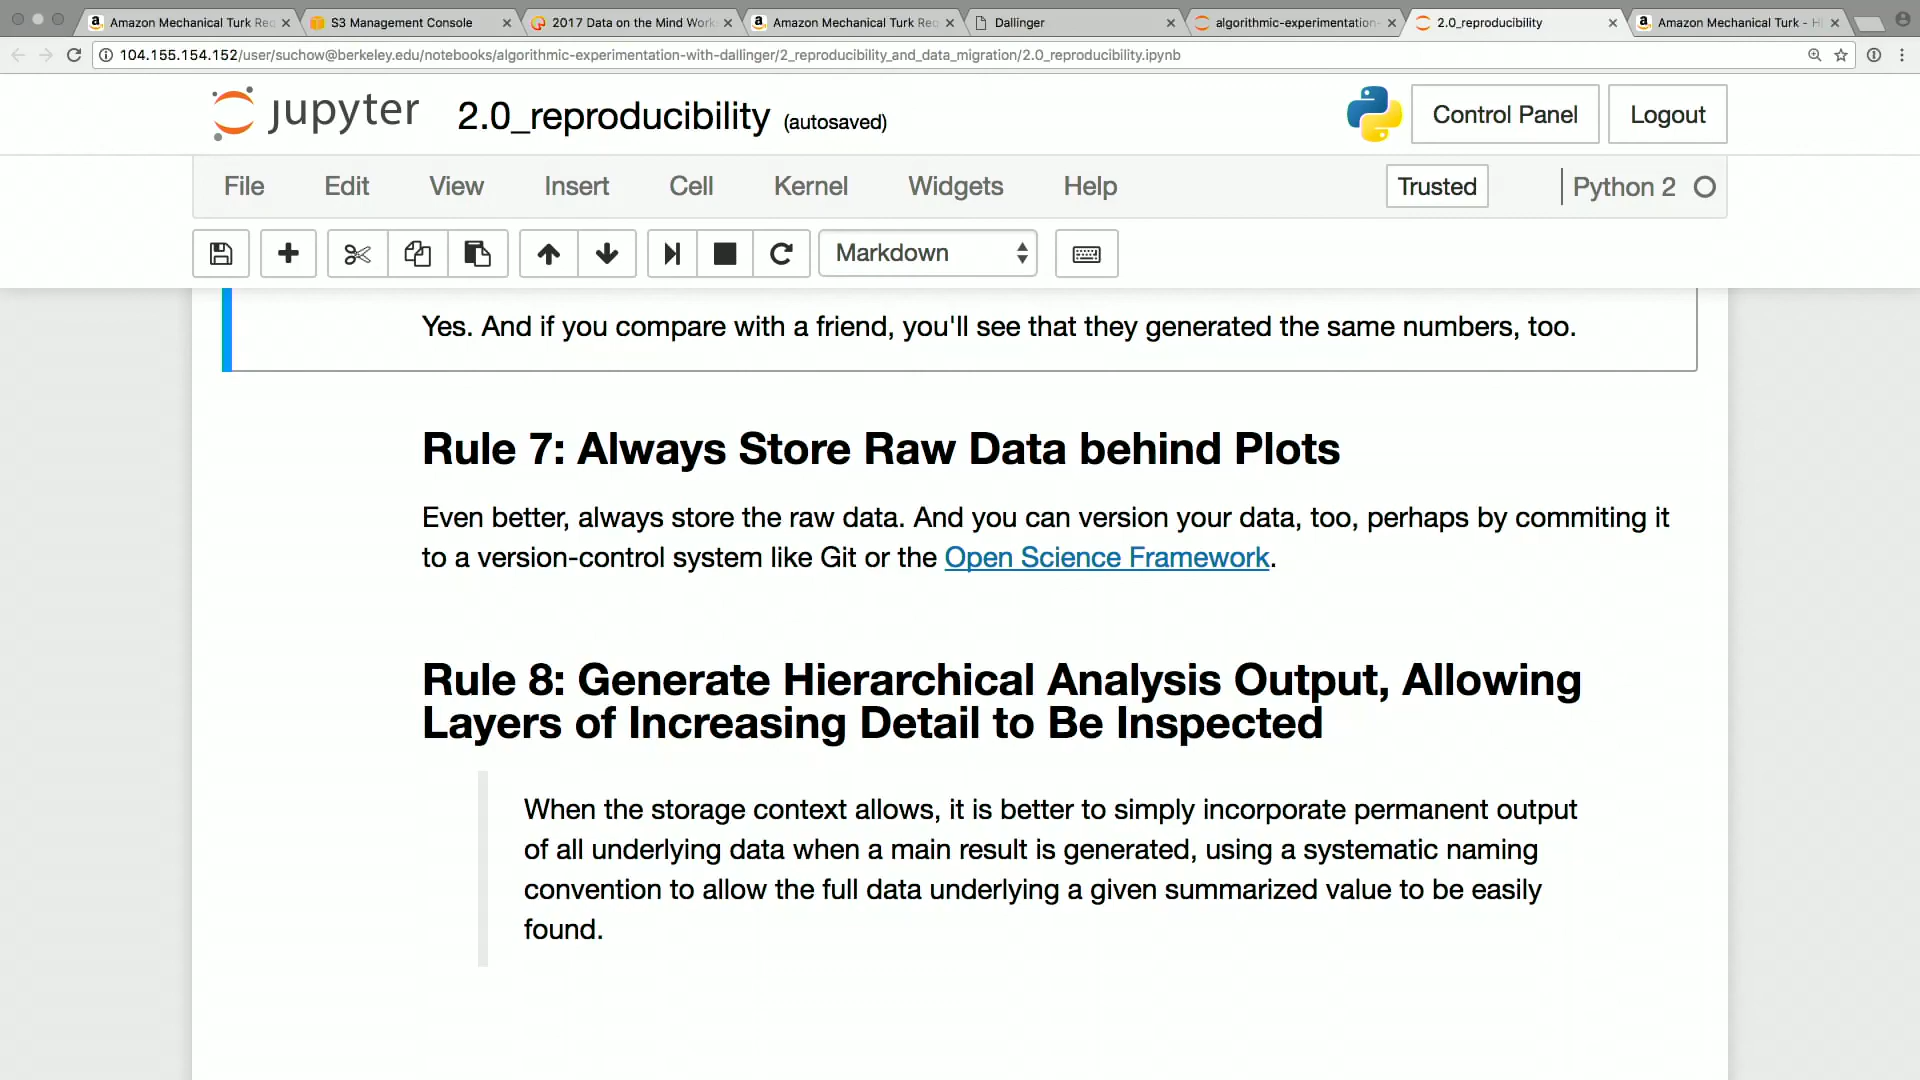 Amazon Mechanical Turk Req
S3 Management Console
2017 Data on the Mind Work
Amazon Mechanical Turk Req
Dallinger
algorithmic-experimentation-
2.0_reproducibility
Amazon Mechanical Turk - H
104.155.154.152/user/suchow@berkeley.edu/notebooks/algorithmic-experimentation-with-dallinger/2_reproducibility_and_data_migration/2.0_reproducibility.ipynb
jupyter 2.0_reproducibility (autosaved)
Control Panel
Logout
File Edit View Insert Cell Kernel Widgets Help
Trusted
Python 2
Markdown
Yes. And if you compare with a friend, you'll see that they generated the same numbers, too.
Rule 7: Always Store Raw Data behind Plots
Even better, always store the raw data. And you can version your data, too, perhaps by commiting it
to a version-control system like Git or the Open Science Framework.
Rule 8: Generate Hierarchical Analysis Output, Allowing
Layers of Increasing Detail to Be Inspected
When the storage context allows, it is better to simply incorporate permanent output
of all underlying data when a main result is generated, using a systematic naming
convention to allow the full data underlying a given summarized value to be easily
found.